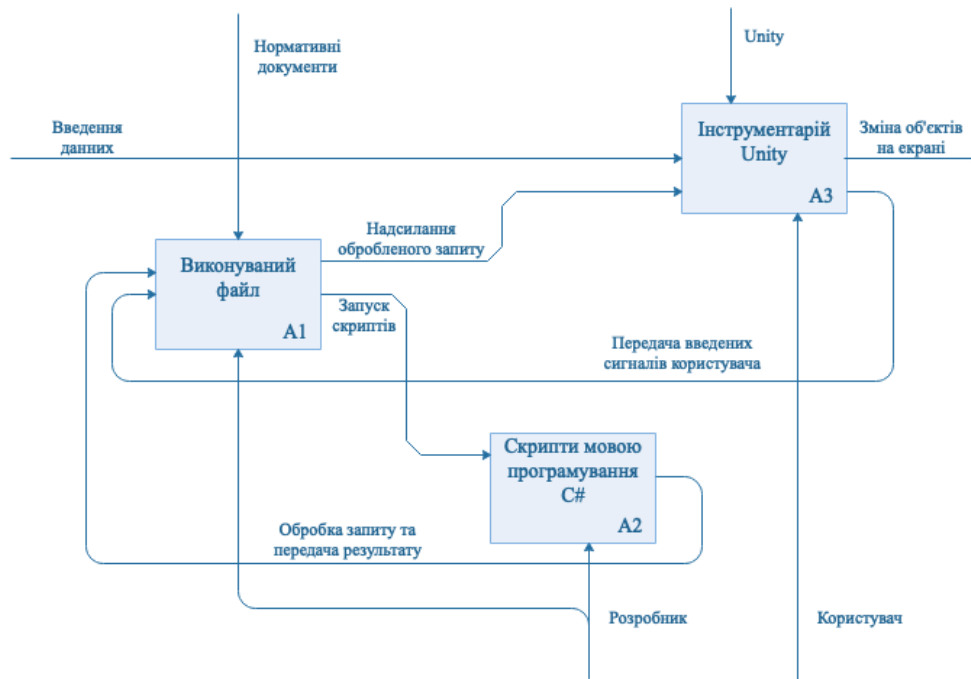 Нормативні
документи
Unity
Введення
данних
Інструментарій
Unity
A3
Зміна об'єктів
на екрані
Надсилання
обробленого запиту
Виконуваний
файл
A1
Запуск
скриптів
Передача введених
сигналів користувача
Скрипти мовою
програмування
C#
A2
Обробка запиту та
передача результату
Розробник
Користувач